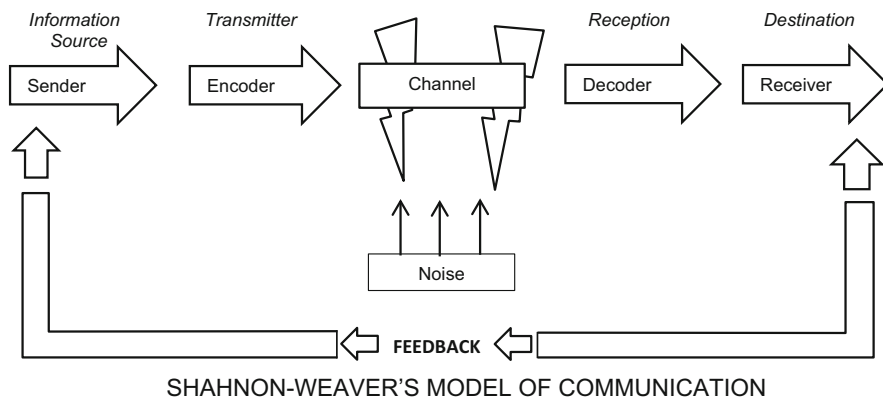 Information
Source
Transmitter
Reception
Destination
Sender
Encoder
Channel
Decoder
Receiver
Noise
FEEDBACK
SHAHNON-WEAVER'S MODEL OF COMMUNICATION